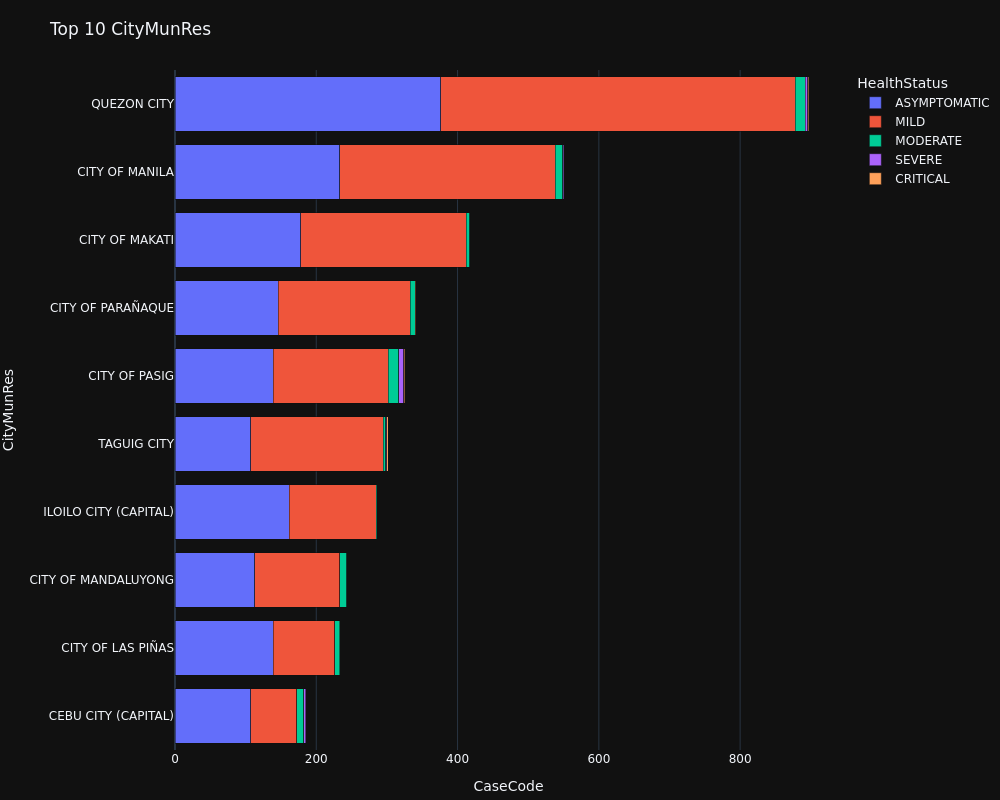 Top 10 CityMunRes
HealthStatus
ASYMPTOMATIC
MILD
MODERATE
SEVERE
CRITICAL
CityMunRes
QUEZON CITY
CITY OF MANILA
CITY OF MAKATI
CITY OF PARAÑAQUE
CITY OF PASIG
TAGUIG CITY
ILOILO CITY (CAPITAL)
CITY OF MANDALUYONG
CITY OF LAS PIÑAS
CEBU CITY (CAPITAL)
0 200 400 600 800
CaseCode